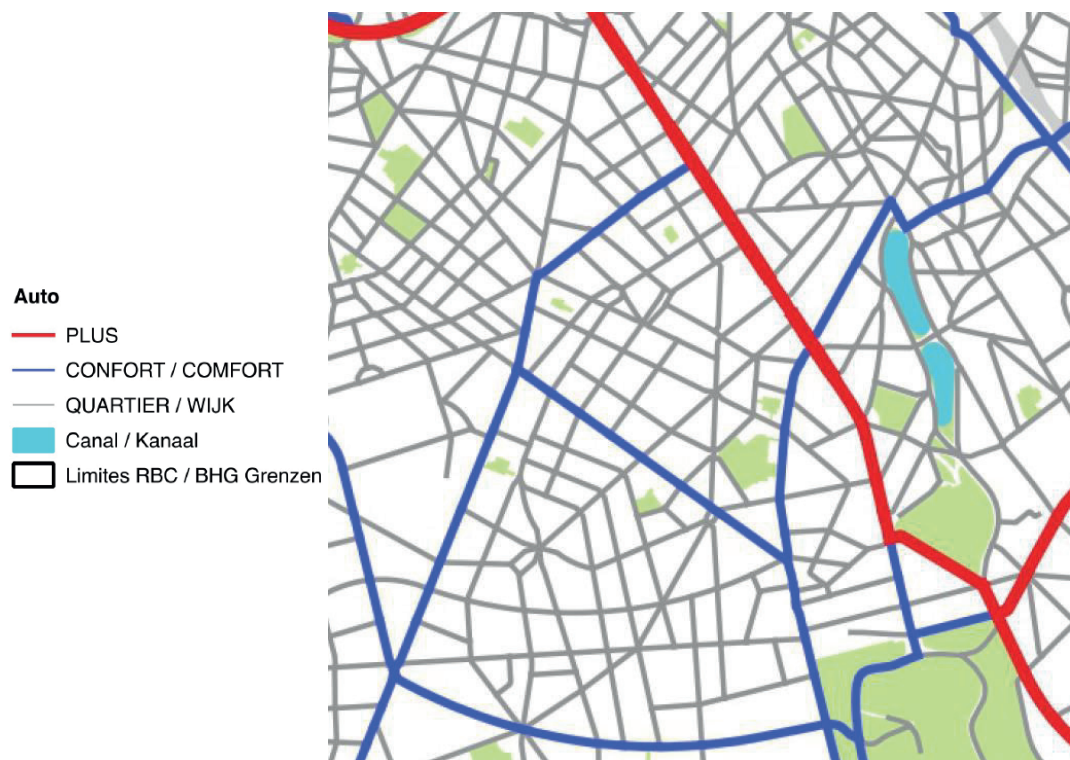 Auto
PLUS
CONFORT / COMFORT
QUARTIER / WIJK
Canal / Kanaal
Limites RBC / BHG Grenzen